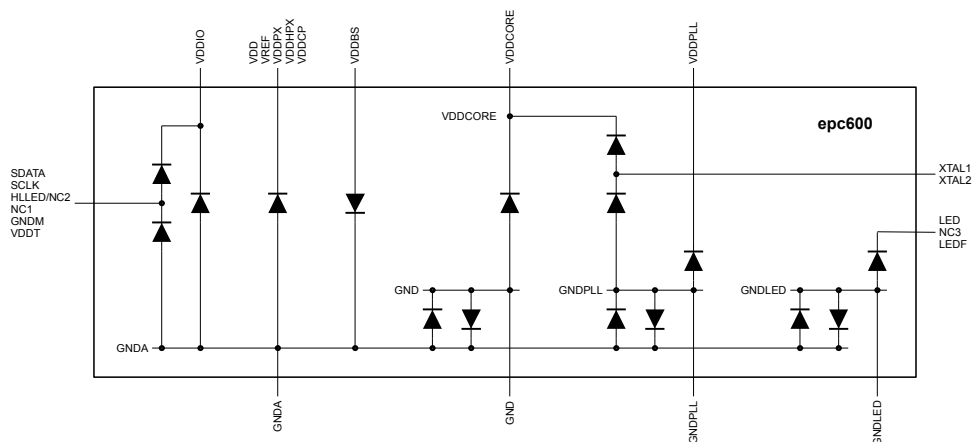 VDDIO
VDD
VREF
VDDPX
VDDHPX
VDDCP
VDDBS
VDDCORE
VDDPLL
VDDCORE
epc600
SDATA
SCLK
HLLED/NC2
NC1
GNDM
VDDT
XTAL1
XTAL2
LED
NC3
LEDF
GND
GNDPLL
GNDLED
GNDA
GNDA
GND
GNDPLL
GNDLED